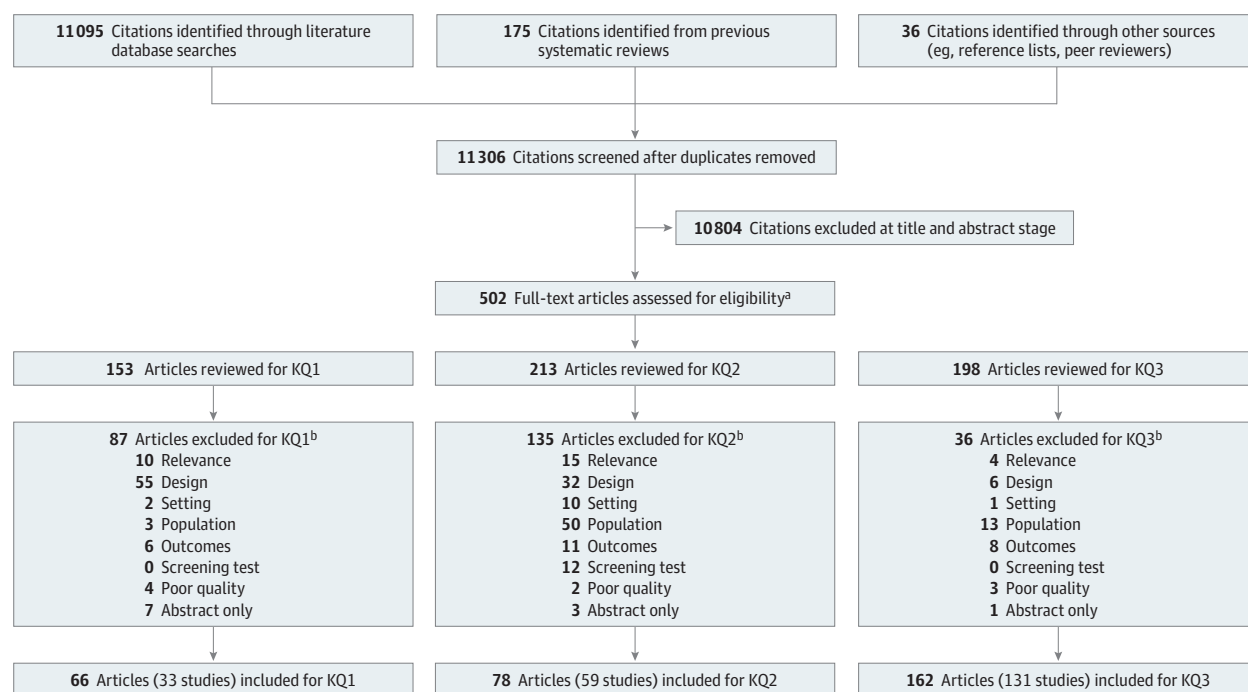 11095 Citations identified through literature
database searches
175 Citations identified from previous
systematic reviews
36 Citations identified through other sources
(eg, reference lists, peer reviewers)
11306 Citations screened after duplicates removed
10804 Citations excluded at title and abstract stage
502 Full-text articles assessed for eligibilityᵃ
153 Articles reviewed for KQ1
213 Articles reviewed for KQ2
198 Articles reviewed for KQ3
87 Articles excluded for KQ1ᵇ
10 Relevance
55 Design
2 Setting
3 Population
6 Outcomes
0 Screening test
4 Poor quality
7 Abstract only
135 Articles excluded for KQ2ᵇ
15 Relevance
32 Design
10 Setting
50 Population
11 Outcomes
12 Screening test
2 Poor quality
3 Abstract only
36 Articles excluded for KQ3ᵇ
4 Relevance
6 Design
1 Setting
13 Population
8 Outcomes
0 Screening test
3 Poor quality
1 Abstract only
66 Articles (33 studies) included for KQ1
78 Articles (59 studies) included for KQ2
162 Articles (131 studies) included for KQ3